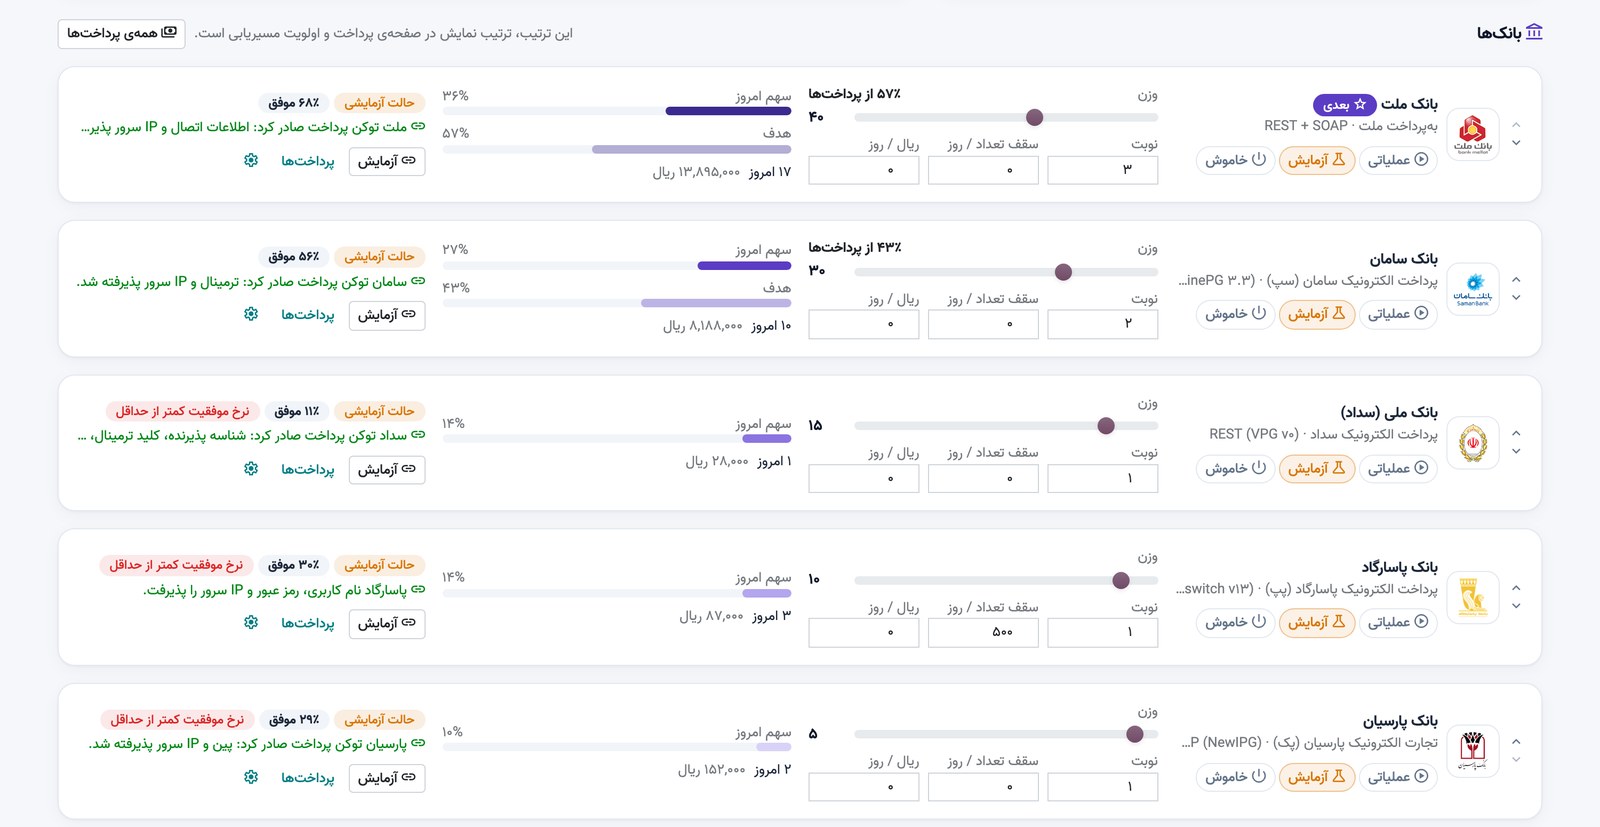 بانک‌ها
این ترتیب، ترتیب نمایش در صفحه‌ی پرداخت و اولویت مسیریابی است.
همه‌ی پرداخت‌ها
بانک ملت
بعدی
به‌پرداخت ملت · REST + SOAP
عملیاتی
آزمایش
خاموش
وزن
۵۷٪ از پرداخت‌ها
۴۰
نوبت
سقف تعداد / روز
ریال / روز
۳
۰
۰
سهم امروز
۳۶%
هدف
۵۷%
۱۷ امروز ۱۳,۸۹۵,۰۰۰ ریال
حالت آزمایشی
۶۸٪ موفق
ملت توکن پرداخت صادر کرد: اطلاعات اتصال و IP سرور پذیر...
آزمایش
پرداخت‌ها
بانک سامان
پرداخت الکترونیک سامان (سپ) · (inePG ۳.۳...
عملیاتی
آزمایش
خاموش
وزن
۴۳٪ از پرداخت‌ها
۳۰
نوبت
سقف تعداد / روز
ریال / روز
۲
۰
۰
سهم امروز
۲۷%
هدف
۴۳%
۱۰ امروز ۸,۱۸۸,۰۰۰ ریال
حالت آزمایشی
۵۶٪ موفق
سامان توکن پرداخت صادر کرد: ترمینال و IP سرور پذیرفته شد.
آزمایش
پرداخت‌ها
بانک ملی (سداد)
پرداخت الکترونیک سداد · REST (VPG v۰)
عملیاتی
آزمایش
خاموش
وزن
۱۵
نوبت
سقف تعداد / روز
ریال / روز
۱
۰
۰
سهم امروز
۱۴%
۱ امروز ۲۸,۰۰۰ ریال
حالت آزمایشی
۱۱٪ موفق
نرخ موفقیت کمتر از حداقل
سداد توکن پرداخت صادر کرد: شناسه پذیرنده، کلید ترمینال، ...
آزمایش
پرداخت‌ها
بانک پاسارگاد
پرداخت الکترونیک پاسارگاد (پپ) · (switch v۱۳...
عملیاتی
آزمایش
خاموش
وزن
۱۰
نوبت
سقف تعداد / روز
ریال / روز
۱
۵۰۰
۰
سهم امروز
۱۴%
۳ امروز ۸۷,۰۰۰ ریال
حالت آزمایشی
۳۰٪ موفق
نرخ موفقیت کمتر از حداقل
پاسارگاد نام کاربری، رمز عبور و IP سرور را پذیرفت.
آزمایش
پرداخت‌ها
بانک پارسیان
تجارت الکترونیک پارسیان (پک) · P (NewIPG)...
عملیاتی
آزمایش
خاموش
وزن
۵
نوبت
سقف تعداد / روز
ریال / روز
۱
۰
۰
سهم امروز
۱۰%
۲ امروز ۱۵۲,۰۰۰ ریال
حالت آزمایشی
۲۹٪ موفق
نرخ موفقیت کمتر از حداقل
پارسیان توکن پرداخت صادر کرد: پین و IP سرور پذیرفته شد.
آزمایش
پرداخت‌ها